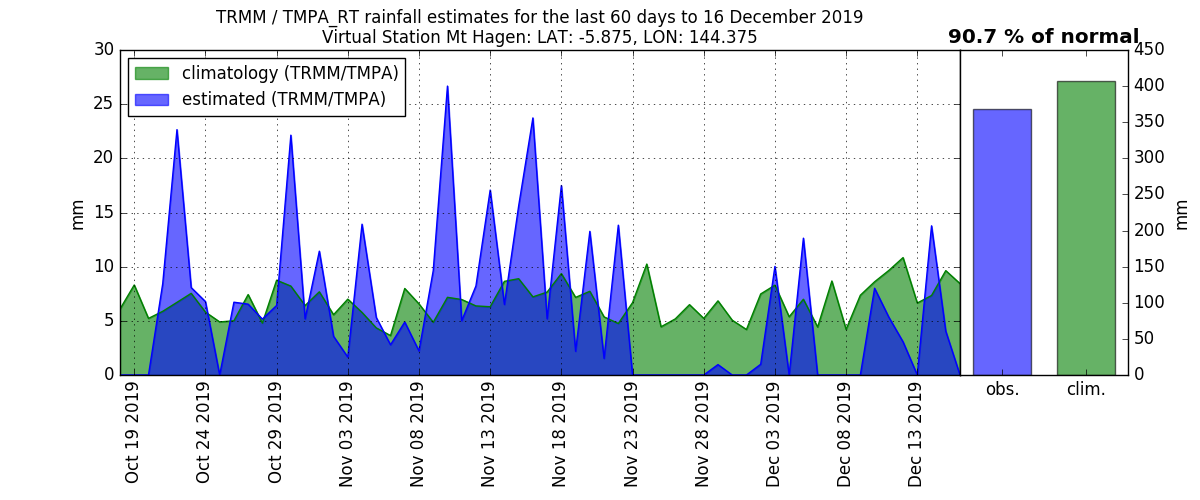 TRMM / TMPA_RT rainfall estimates for the last 60 days to 16 December 2019
Virtual Station Mt Hagen: LAT: -5.875, LON: 144.375
90.7 % of normal
climatology (TRMM/TMPA)
estimated (TRMM/TMPA)
mm
30
25
20
15
10
5
0
Oct 19 2019
Oct 24 2019
Oct 29 2019
Nov 03 2019
Nov 08 2019
Nov 13 2019
Nov 18 2019
Nov 23 2019
Nov 28 2019
Dec 03 2019
Dec 08 2019
Dec 13 2019
obs.
clim.
450
400
350
300
250
200
150
100
50
0
mm